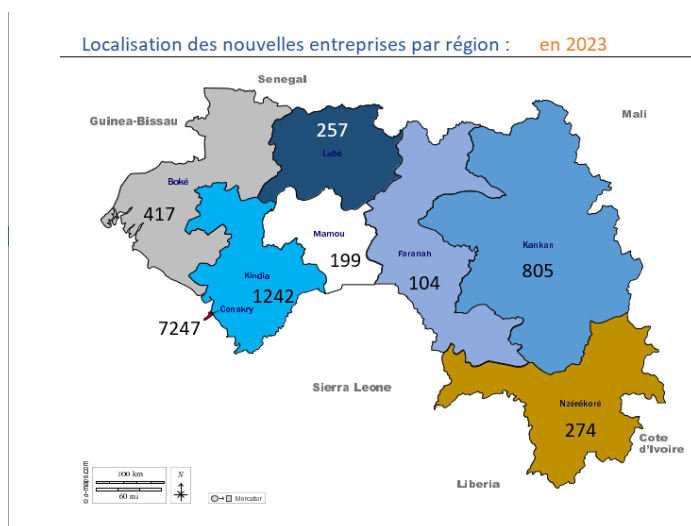 Localisation des nouvelles entreprises par région : en 2023
Senegal
Guinea-Bissau
Mali
257
Labé
Boké
417
Mamou
199
Faranah
104
Kankan
805
Kindia
1242
Conakry
7247
Sierra Leone
Nzérékoré
274
Cote
d'Ivoire
Liberia
© d-maps.com
100 km
60 mi
N
Mercator